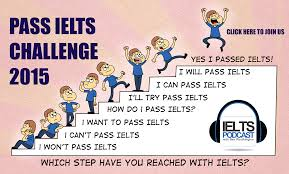 PASS IELTS
CHALLENGE
2015
CLICK HERE TO JOIN US
YES I PASSED IELTS!
I WILL PASS IELTS
I CAN PASS IELTS
I'LL TRY PASS IELTS
HOW DO I PASS IELTS?
I WANT TO PASS IELTS
I CAN'T PASS IELTS
I WON'T PASS IELTS
IELTS
PODCAST
WHICH STEP HAVE YOU REACHED WITH IELTS?